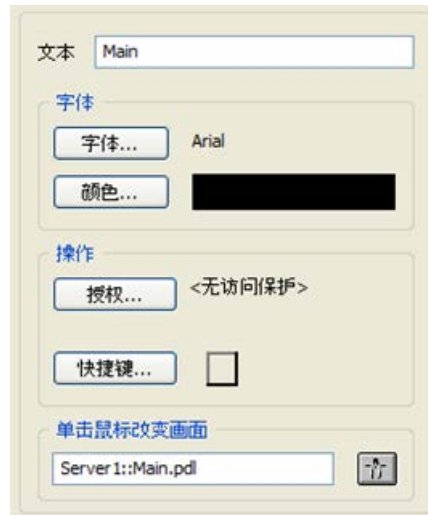 文本 Main
字体
字体... Arial
颜色...
操作
授权... <无访问保护>
快捷键...
单击鼠标改变画面
Server1::Main.pdl